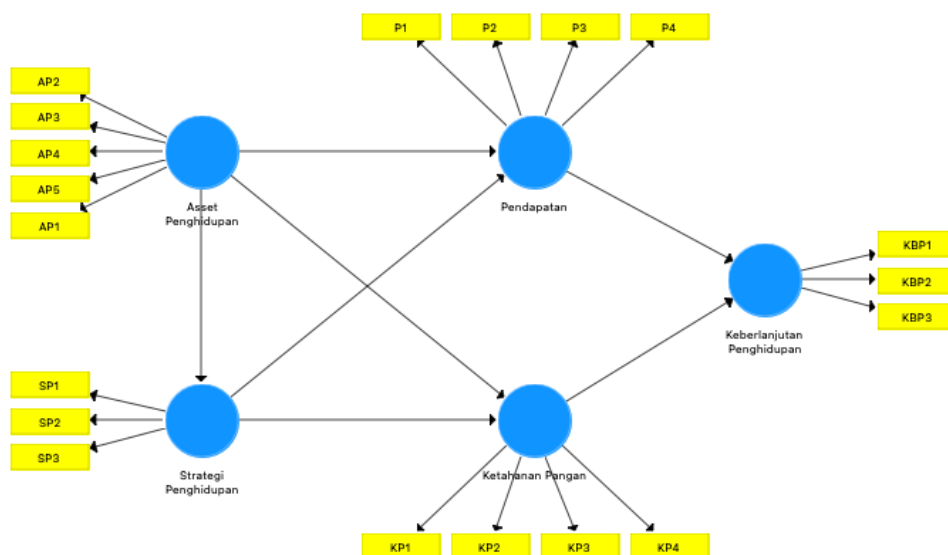 P1
P2
P3
P4
AP2
AP3
AP4
AP5
AP1
Asset
Penghidupan
Pendapatan
KBP1
KBP2
KBP3
Keberlanjutan
Penghidupan
SP1
SP2
SP3
Strategi
Penghidupan
Ketahanan Pangan
KP1
KP2
KP3
KP4